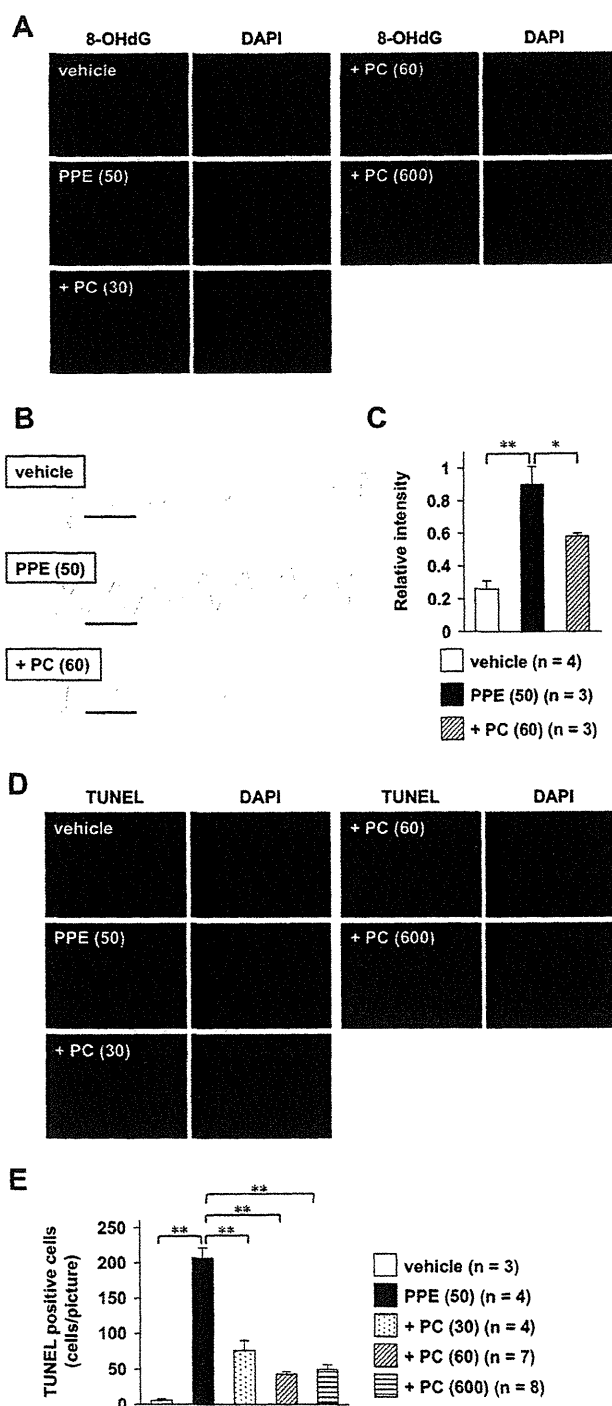 A
8-OHdG DAPI 8-OHdG DAPI
vehicle + PC (60)
PPE (50) + PC (600)
+ PC (30)
B
vehicle
PPE (50)
+ PC (60)
C
** *
Relative intensity
1
0.8
0.6
0.4
0.2
0
vehicle (n = 4)
PPE (50) (n = 3)
+ PC (60) (n = 3)
D
TUNEL DAPI TUNEL DAPI
vehicle + PC (60)
PPE (50) + PC (600)
+ PC (30)
E
**
**
** **
TUNEL positive cells
(cells/picture)
250
200
150
100
50
0
vehicle (n = 3)
PPE (50) (n = 4)
+ PC (30) (n = 4)
+ PC (60) (n = 7)
+ PC (600) (n = 8)